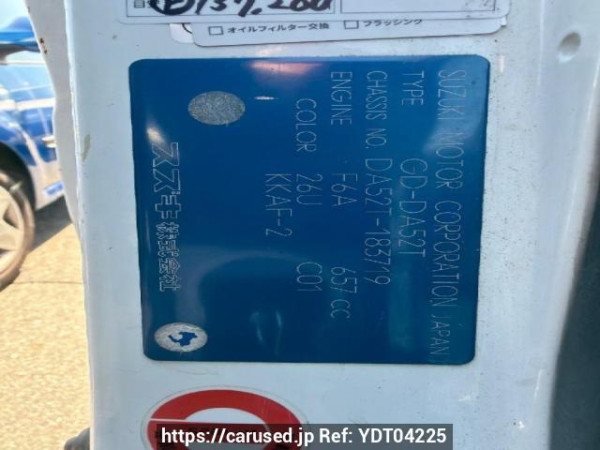 137,200
□オイルフィルター交換 □フラッシング
SUZUKI MOTOR CORPORATION JAPAN
TYPE GD-DA52T
CHASSIS NO. DA52T-183719
ENGINE F6A 657 cc
COLOR 26U C01
KKAF-2
スズキ株式会社
https://carused.jp Ref: YDT04225